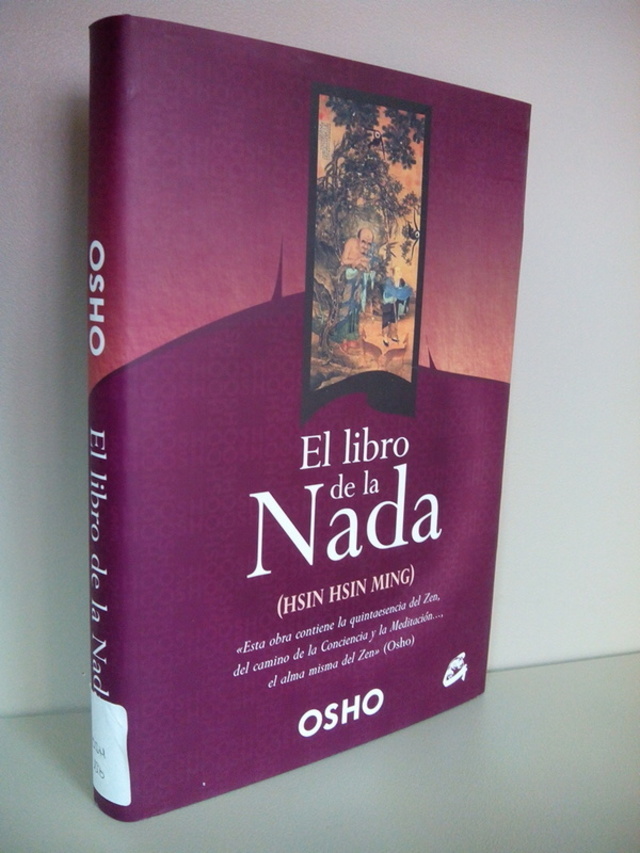 El libro
de la
Nada
(HSIN HSIN MING)
«Esta obra contiene la quintaesencia del Zen,
del camino de la Conciencia y la Meditación...,
el alma misma del Zen» (Osho)
OSHO
OSHO
El libro de la Nad